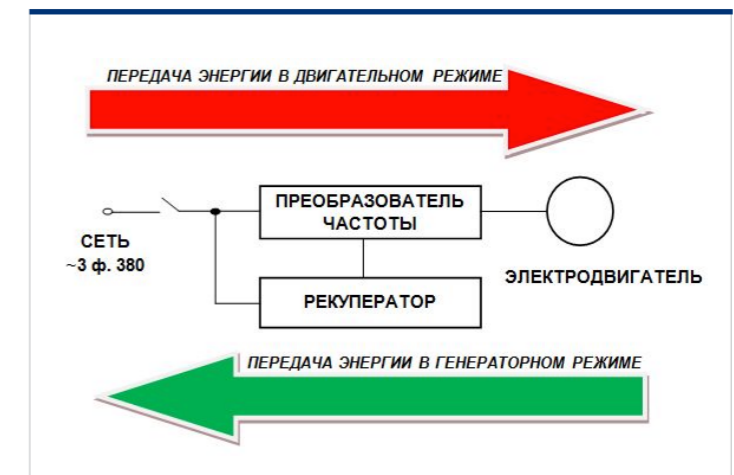 ПЕРЕДАЧА ЭНЕРГИИ В ДВИГАТЕЛЬНОМ РЕЖИМЕ
ПРЕОБРАЗОВАТЕЛЬ
ЧАСТОТЫ
СЕТЬ
~3 ф. 380
ЭЛЕКТРОДВИГАТЕЛЬ
РЕКУПЕРАТОР
ПЕРЕДАЧА ЭНЕРГИИ В ГЕНЕРАТОРНОМ РЕЖИМЕ